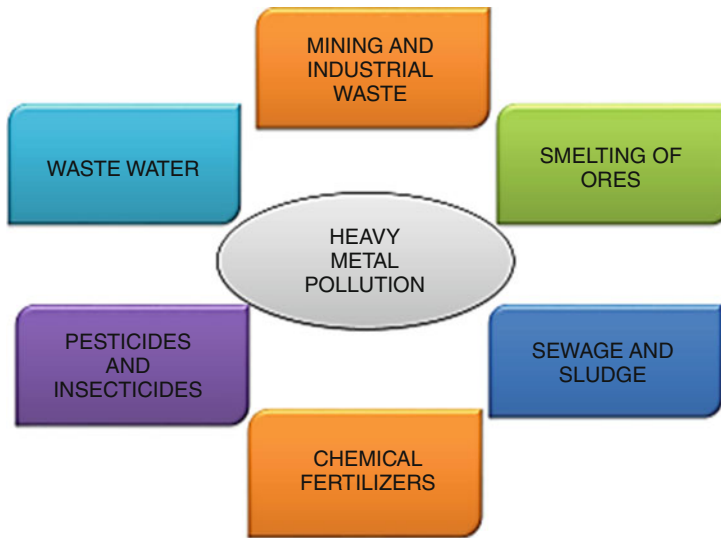 MINING AND
INDUSTRIAL
WASTE
WASTE WATER
SMELTING OF
ORES
HEAVY
METAL
POLLUTION
PESTICIDES
AND
INSECTICIDES
SEWAGE AND
SLUDGE
CHEMICAL
FERTILIZERS